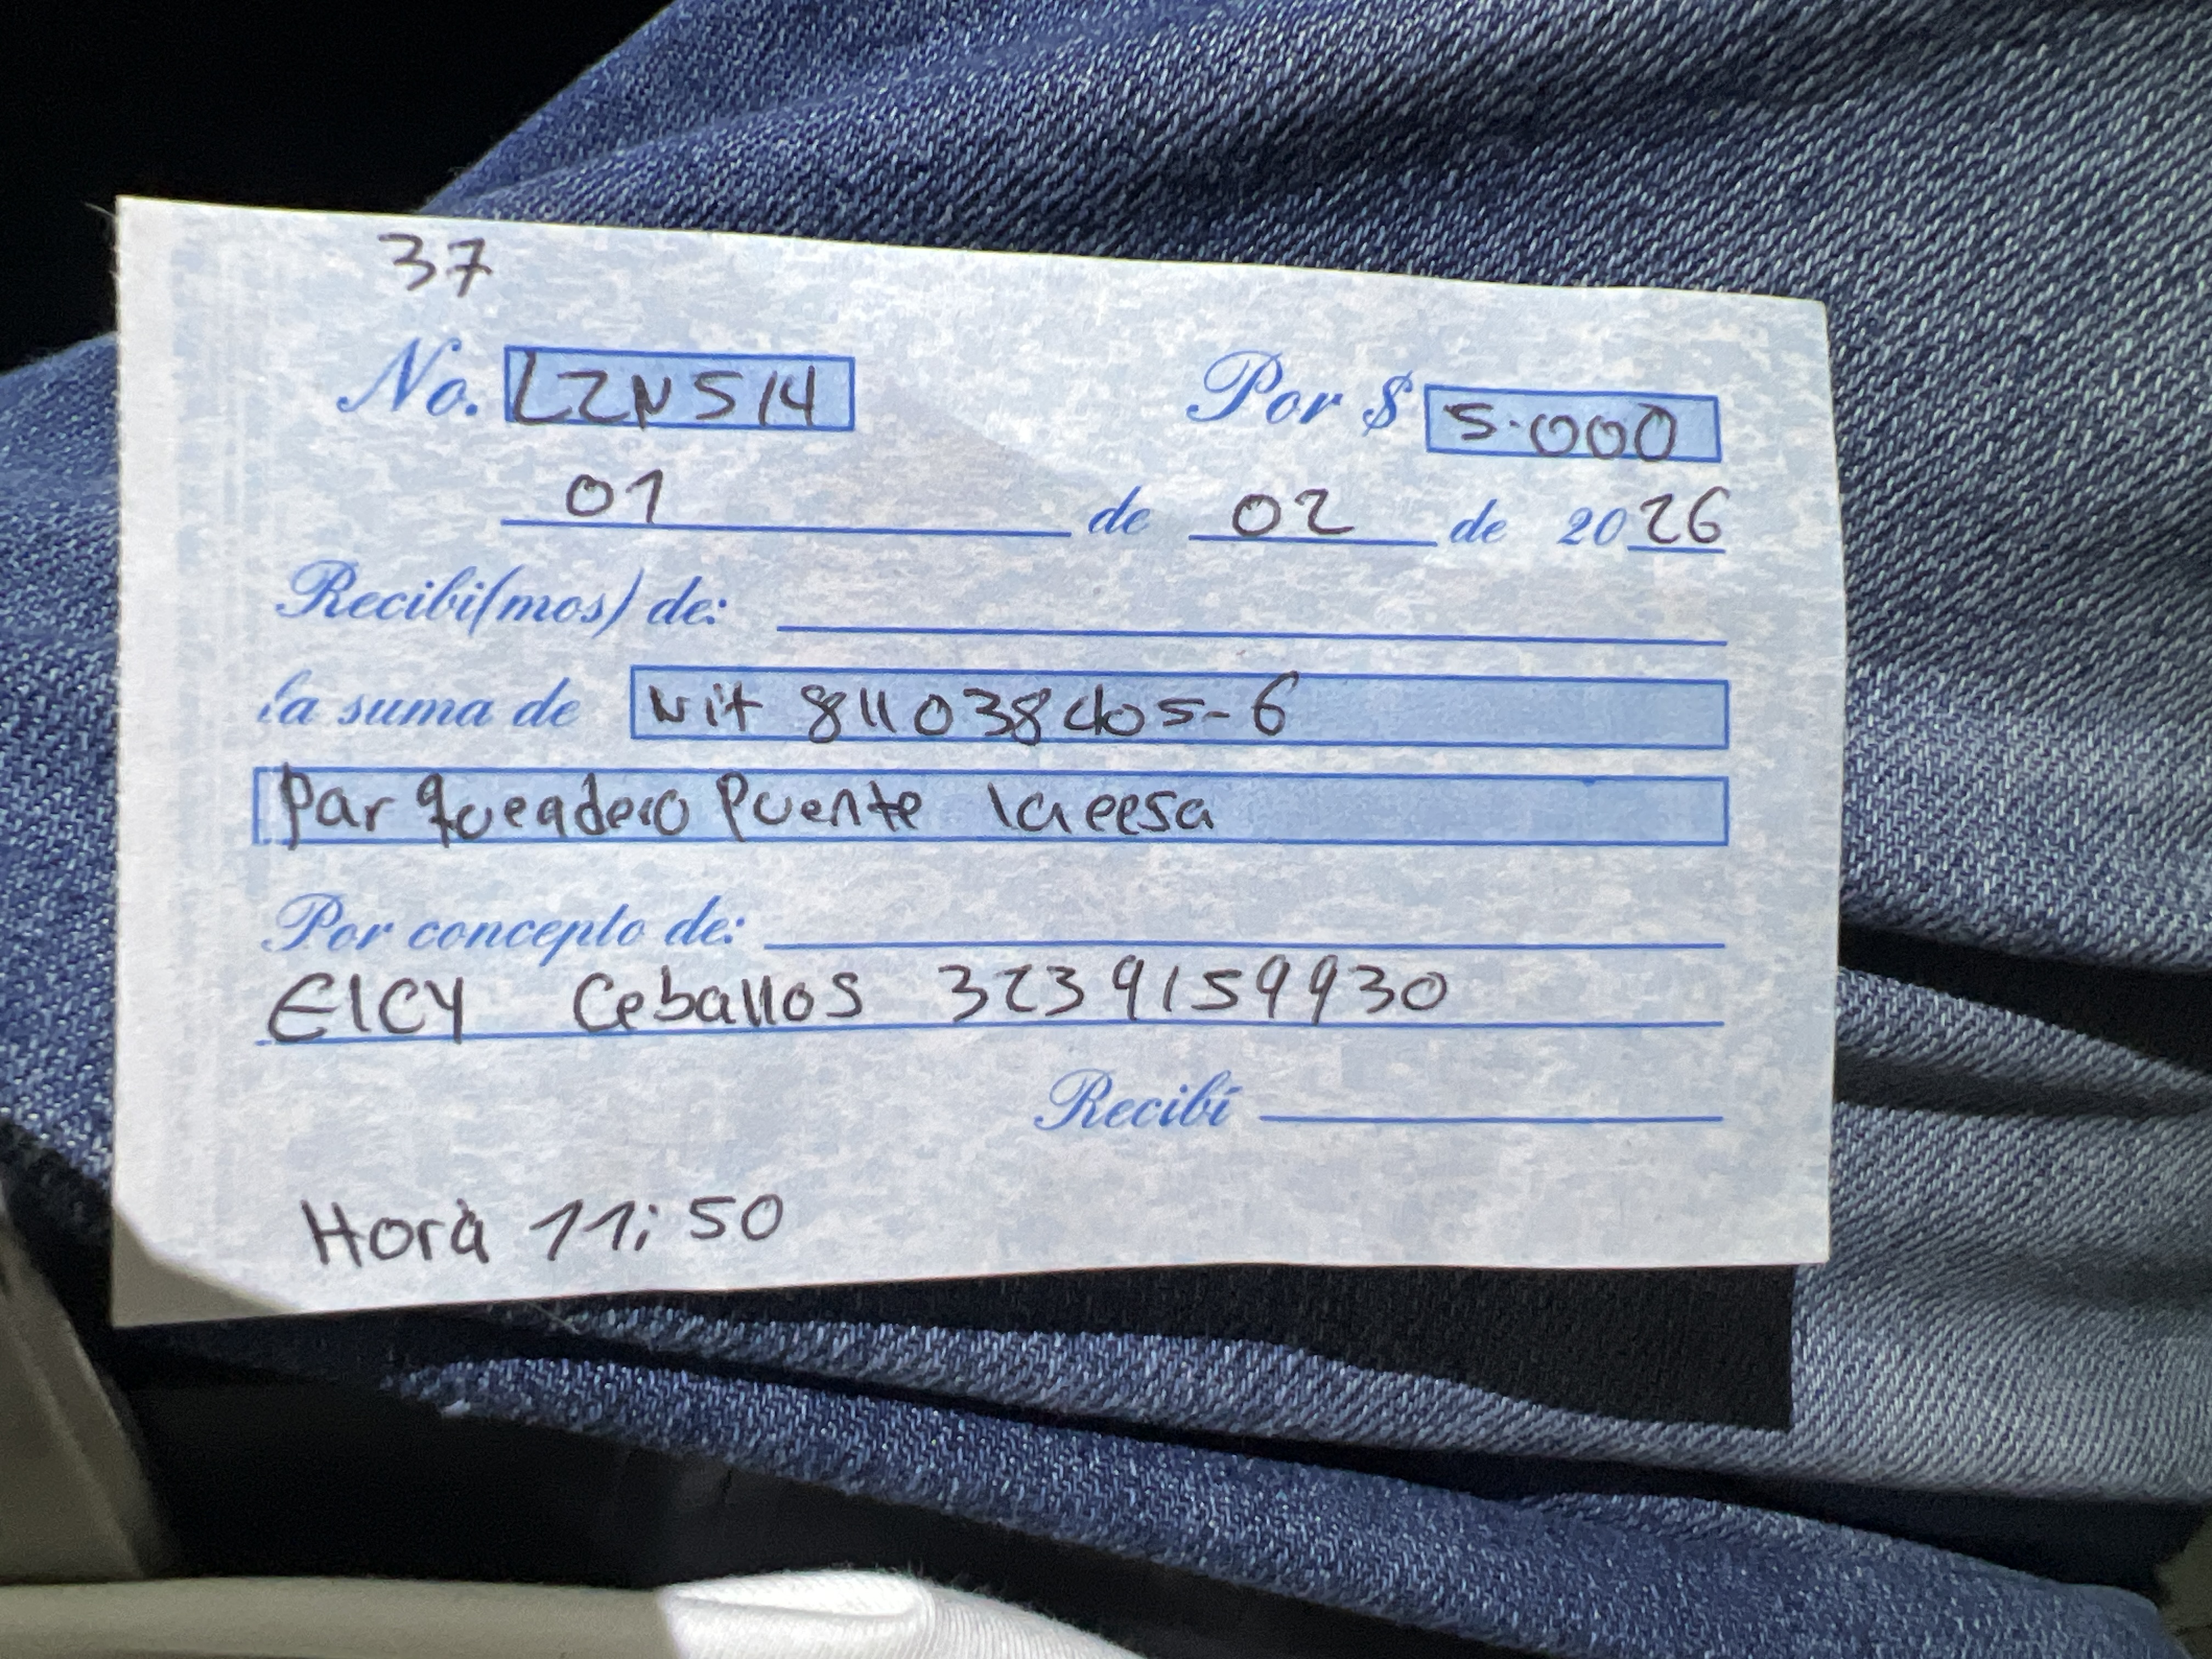 37
No. LZN514 Por $ 5.000
01 de 02 de 2026
Recibi(mos) de:
la suma de Nit 811038405-6
Parqueadero Puente Iaeesa
Por concepto de:
Elcy Ceballos 3239159930
Recibí
Hora 11:50